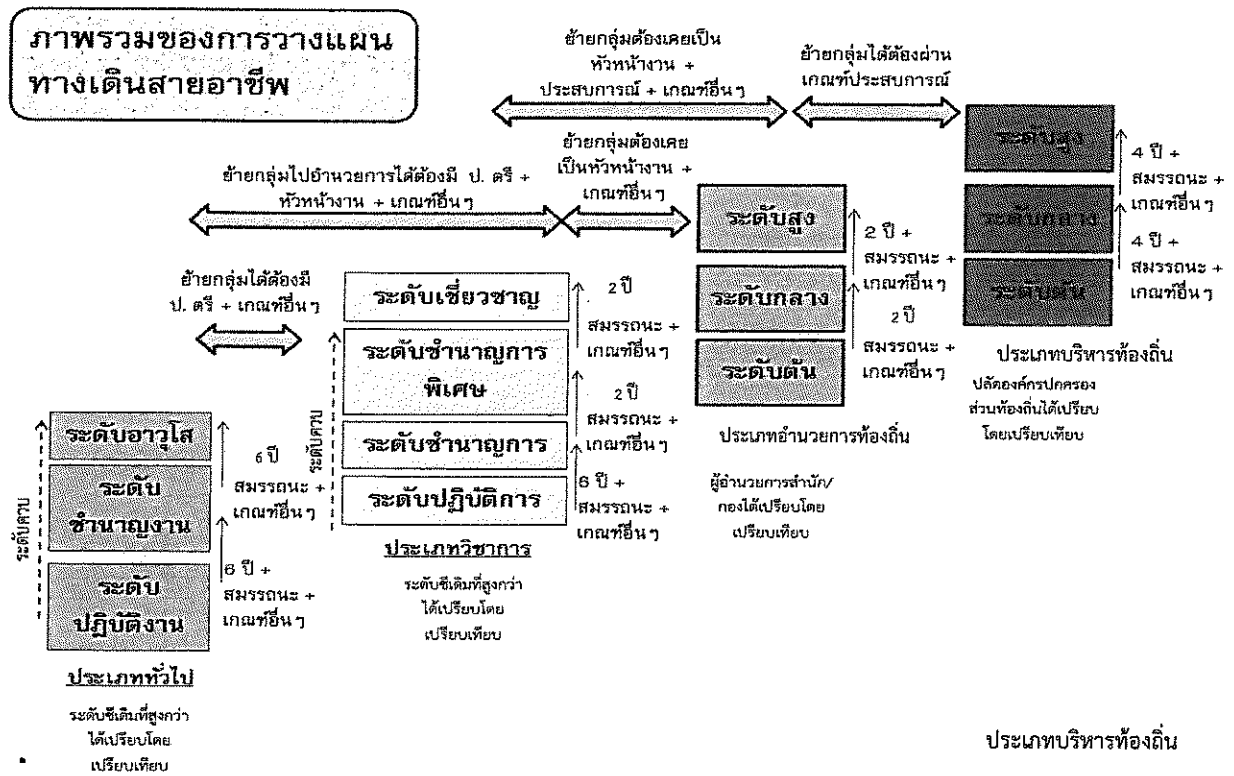 ภาพรวมของการวางแผน
ทางเดินสายอาชีพ
ย้ายกลุ่มต้องเคยเป็น
หัวหน้างาน +
ประสบการณ์ + เกณฑ์อื่น ๆ
ย้ายกลุ่มได้ต้องผ่าน
เกณฑ์ประสบการณ์
ย้ายกลุ่มไปอำนวยการได้ต้องมี ป. ตรี +
หัวหน้างาน + เกณฑ์อื่น ๆ
ย้ายกลุ่มต้องเคย
เป็นหัวหน้างาน +
เกณฑ์อื่น ๆ
ย้ายกลุ่มได้ต้องมี
ป. ตรี + เกณฑ์อื่น ๆ
ระดับควบ
ระดับอาวุโส
ระดับ
ชำนาญงาน
ระดับ
ปฏิบัติงาน
6 ปี
สมรรถนะ +
เกณฑ์อื่น ๆ
6 ปี +
สมรรถนะ +
เกณฑ์อื่น ๆ
ประเภททั่วไป
ระดับซีเดิมที่สูงกว่า
ได้เปรียบโดย
เปรียบเทียบ
ระดับควบ
ระดับเชี่ยวชาญ
ระดับชำนาญการ
พิเศษ
ระดับชำนาญการ
ระดับปฏิบัติการ
2 ปี
สมรรถนะ +
เกณฑ์อื่น ๆ
2 ปี
สมรรถนะ +
เกณฑ์อื่น ๆ
6 ปี +
สมรรถนะ +
เกณฑ์อื่น ๆ
ประเภทวิชาการ
ระดับซีเดิมที่สูงกว่า
ได้เปรียบโดย
เปรียบเทียบ
ระดับสูง
ระดับกลาง
ระดับต้น
2 ปี +
สมรรถนะ +
เกณฑ์อื่น ๆ
2 ปี
สมรรถนะ +
เกณฑ์อื่น ๆ
ประเภทอำนวยการท้องถิ่น
ผู้อำนวยการสำนัก/
กองได้เปรียบโดย
เปรียบเทียบ
ระดับสูง
ระดับกลาง
ระดับต้น
4 ปี +
สมรรถนะ +
เกณฑ์อื่น ๆ
4 ปี +
สมรรถนะ +
เกณฑ์อื่น ๆ
ประเภทบริหารท้องถิ่น
ปลัดองค์กรปกครอง
ส่วนท้องถิ่นได้เปรียบ
โดยเปรียบเทียบ
ประเภทบริหารท้องถิ่น